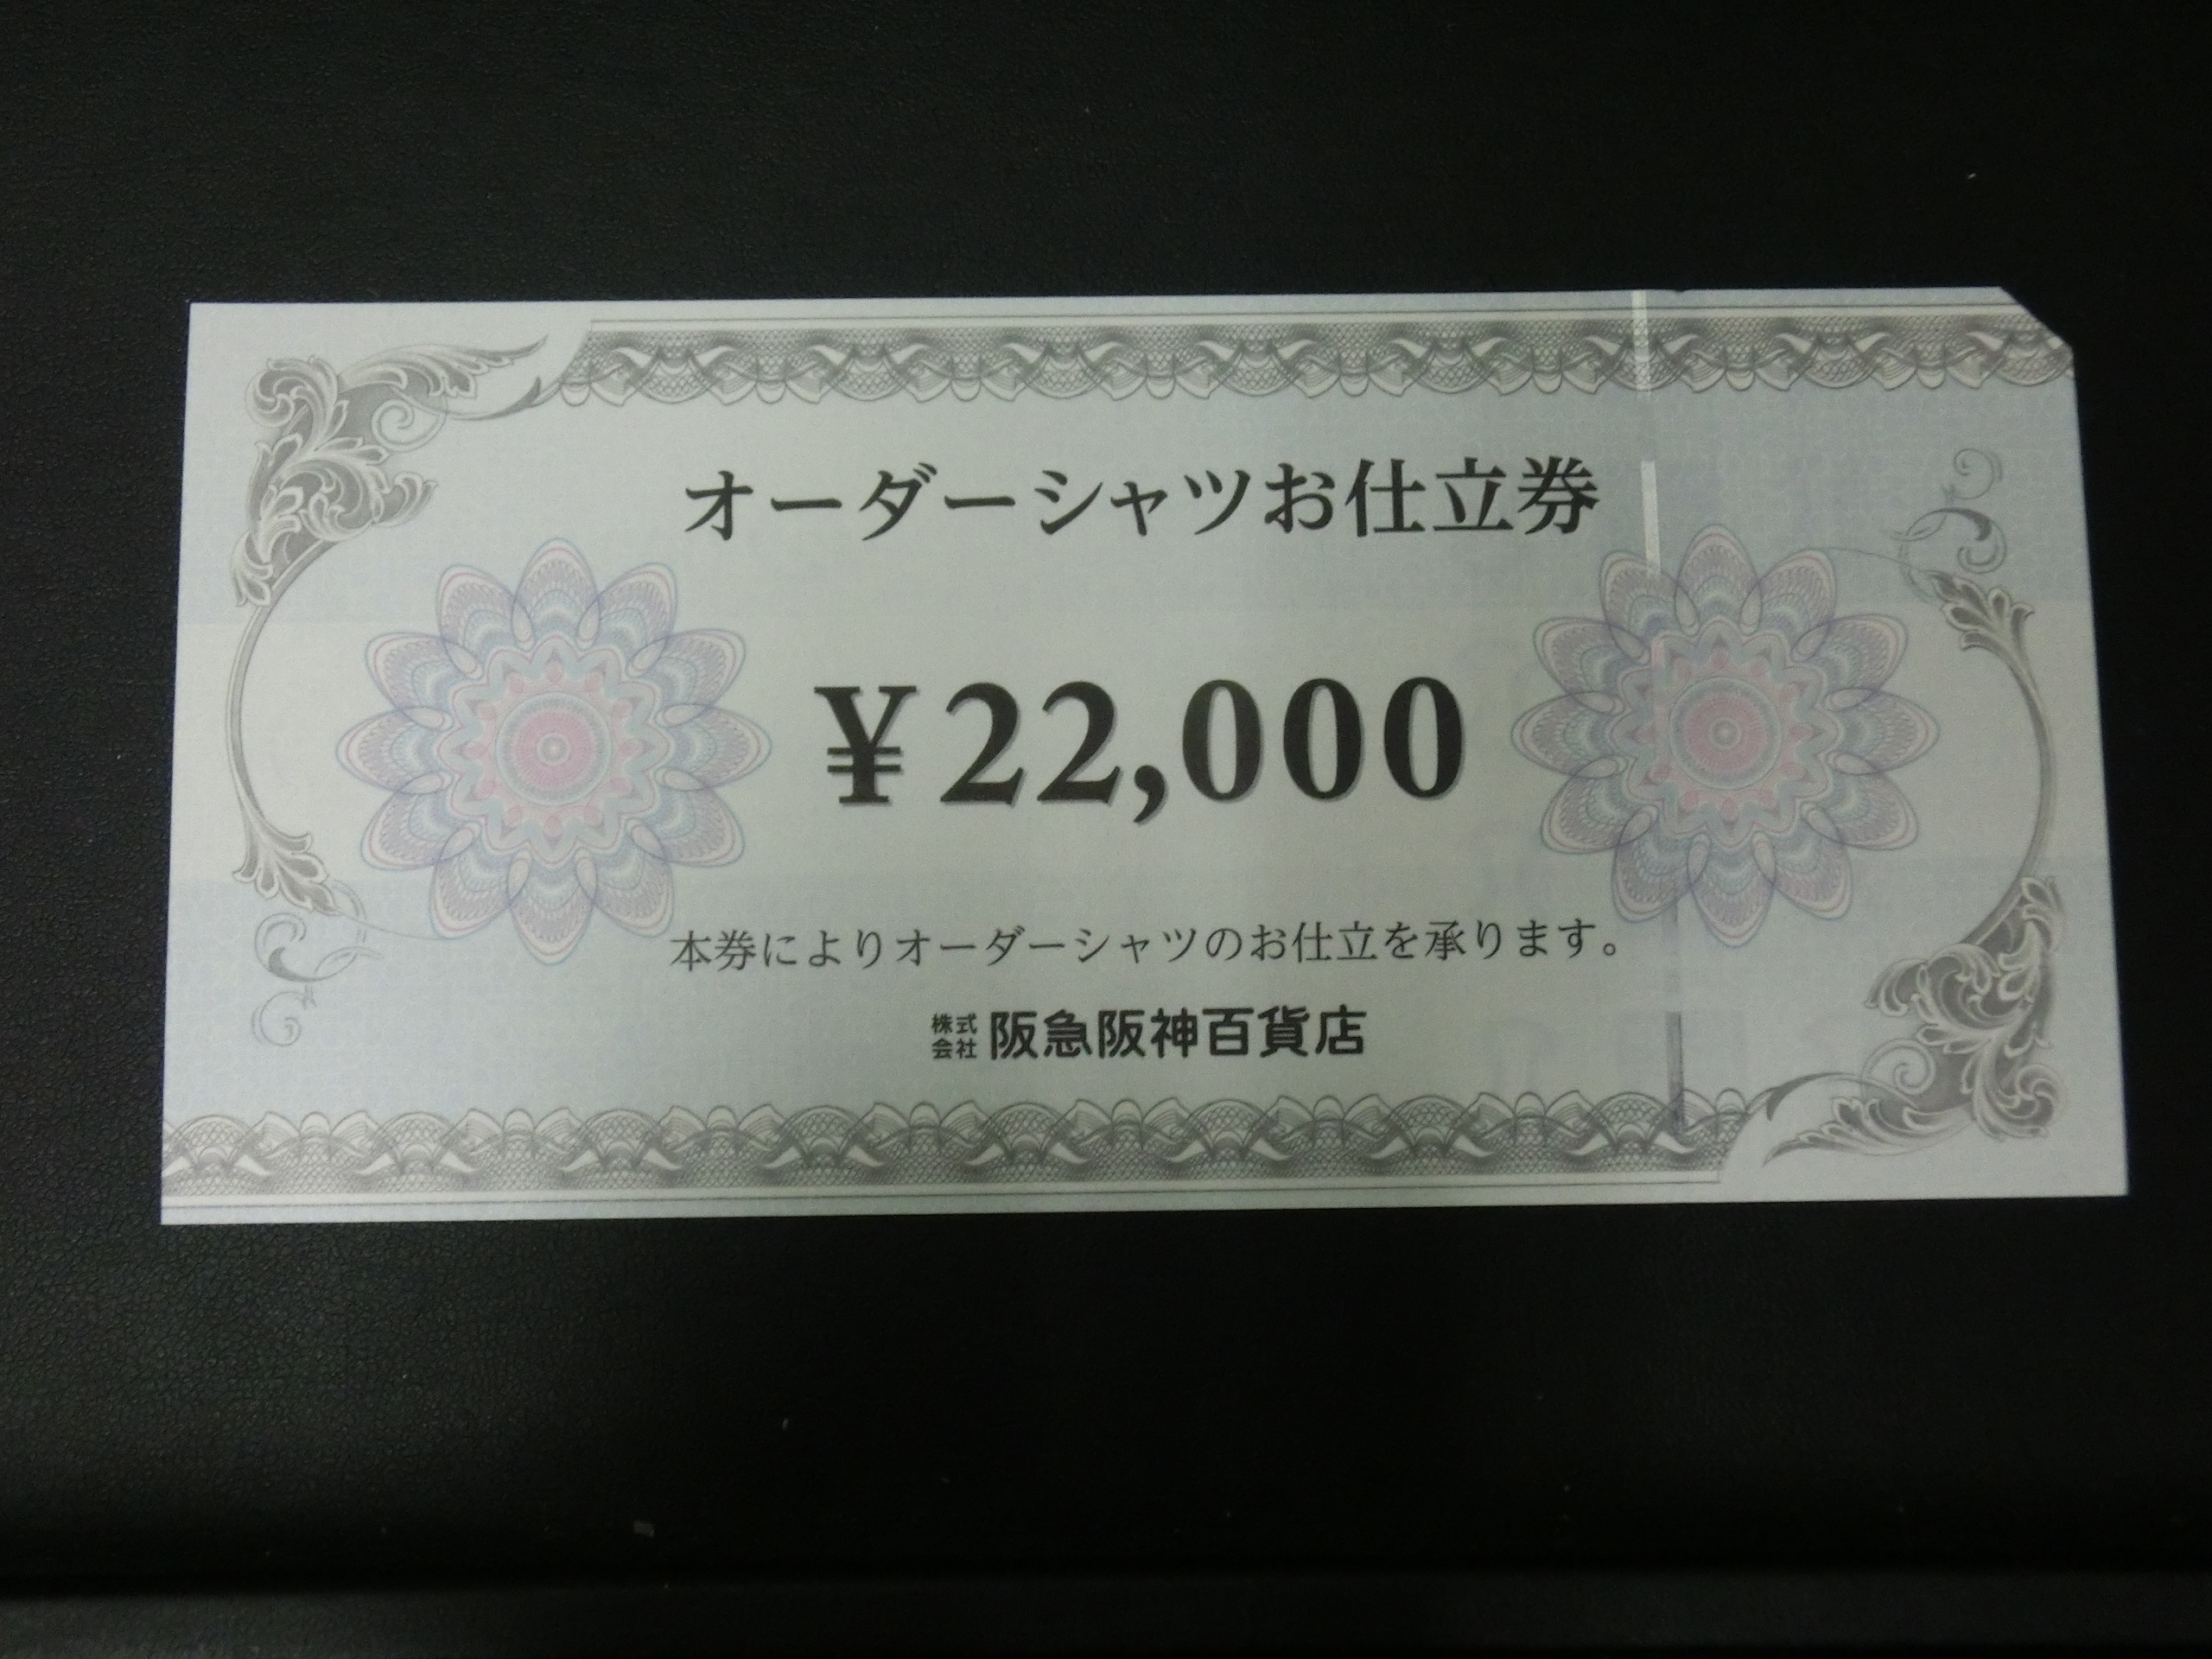 オーダーシャツお仕立券
¥22,000
本券によりオーダーシャツのお仕立を承ります。
株式会社 阪急阪神百貨店